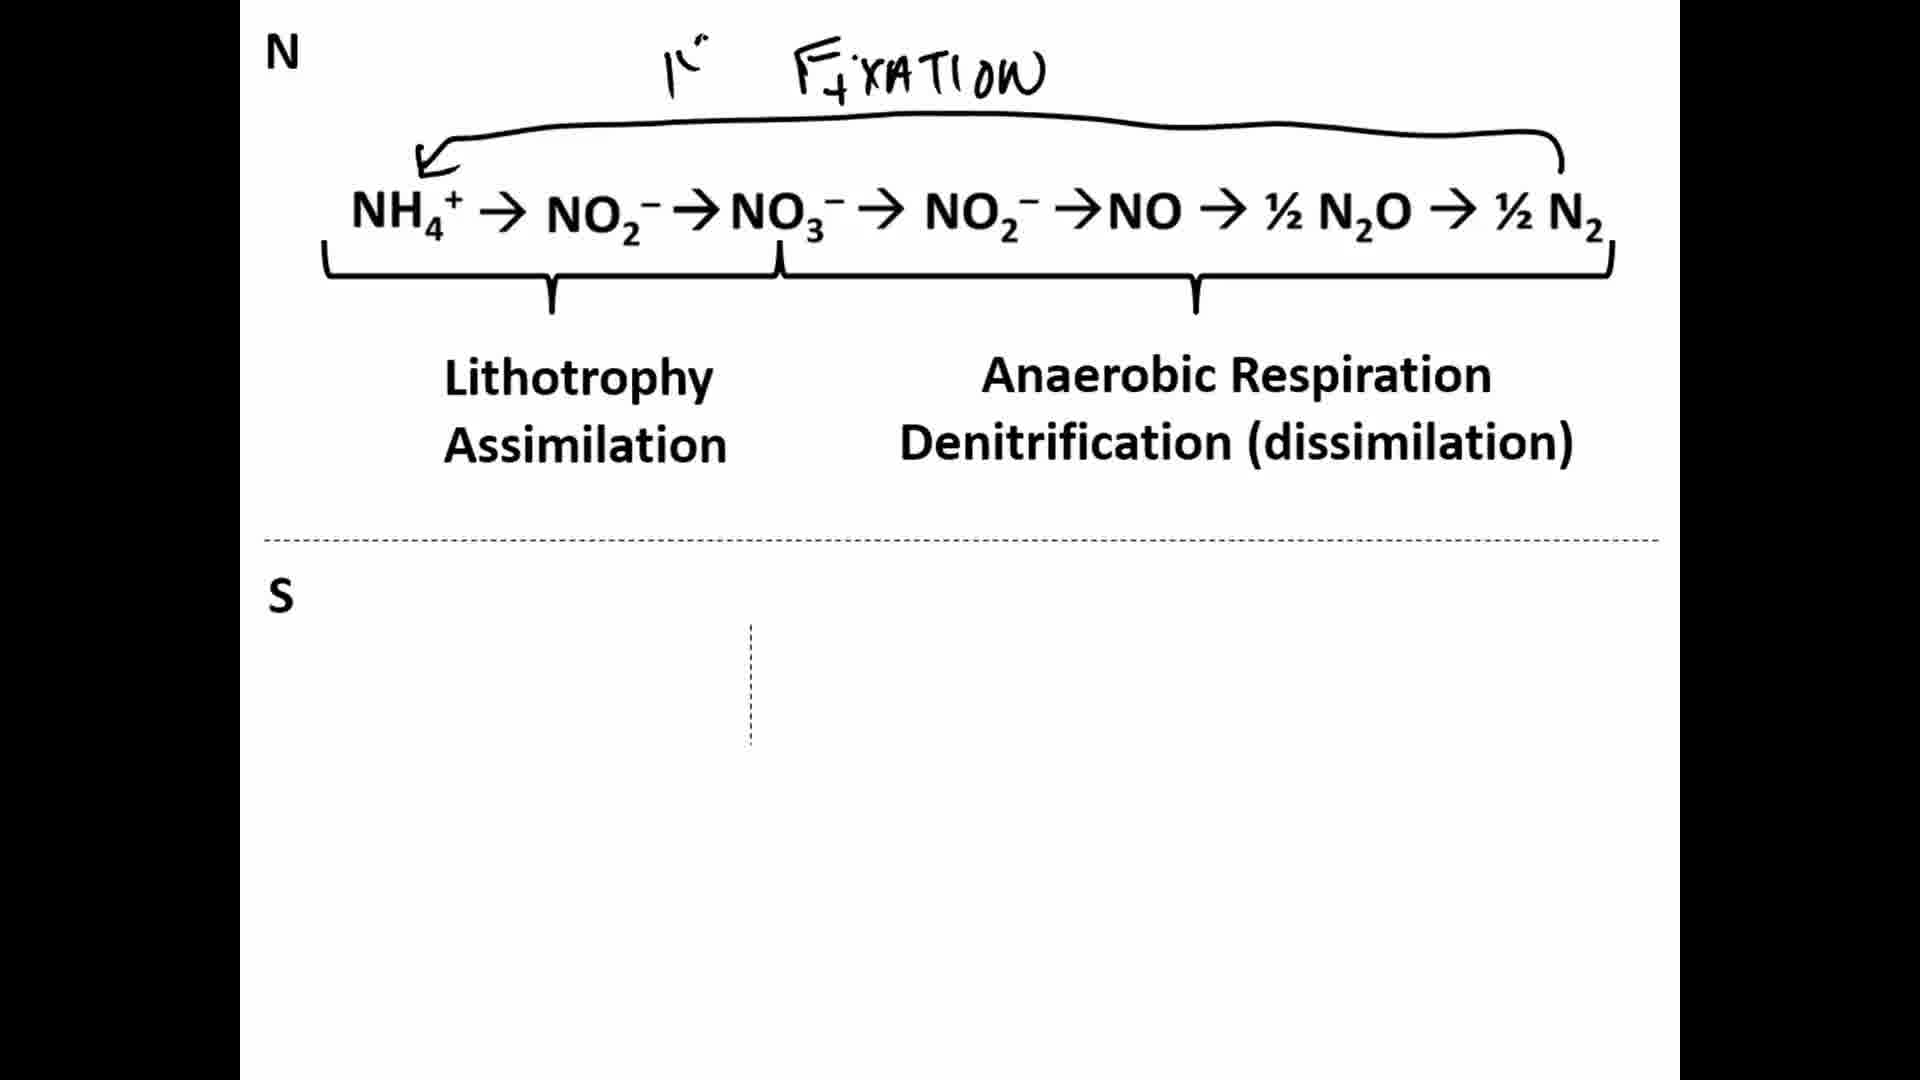 N
FIXATION
NH₄⁺ → NO₂⁻ → NO₃⁻ → NO₂⁻ → NO → ½ N₂O → ½ N₂
Lithotrophy
Assimilation
Anaerobic Respiration
Denitrification (dissimilation)
S